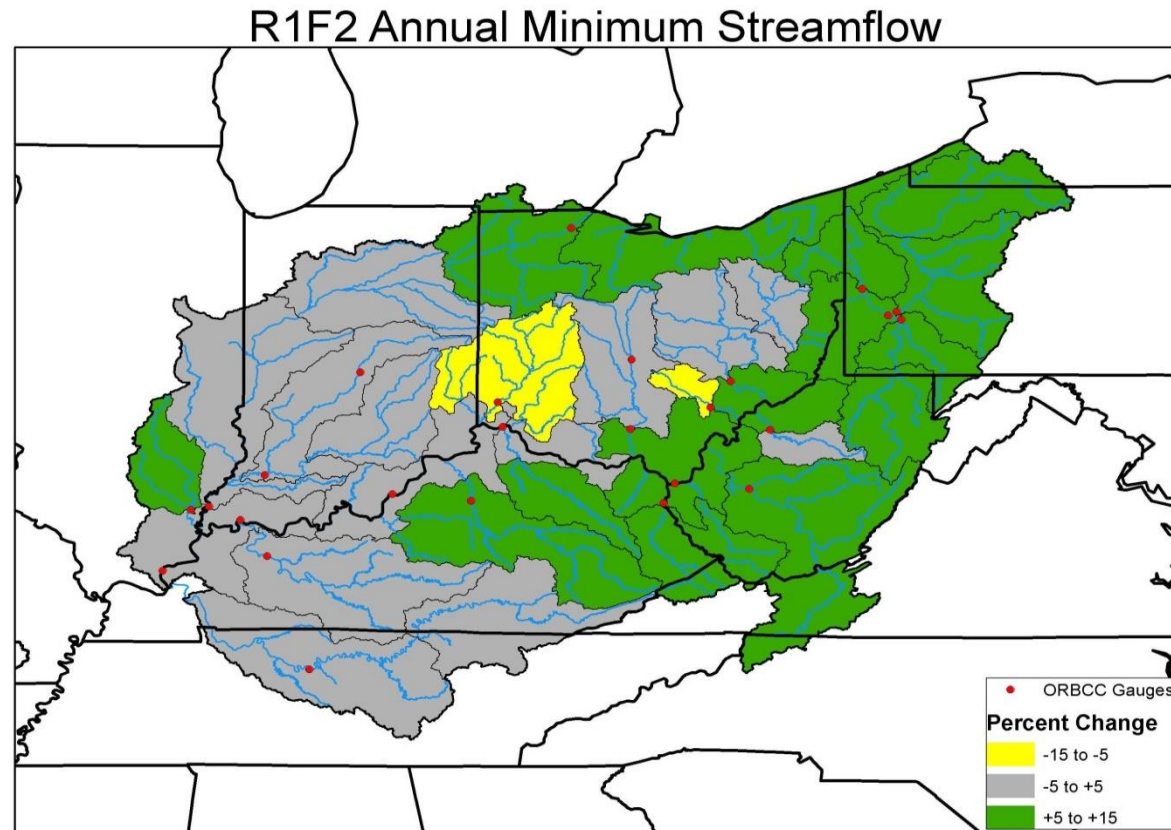 R1F2 Annual Minimum Streamflow
ORBCC Gauges
Percent Change
-15 to -5
-5 to +5
+5 to +15